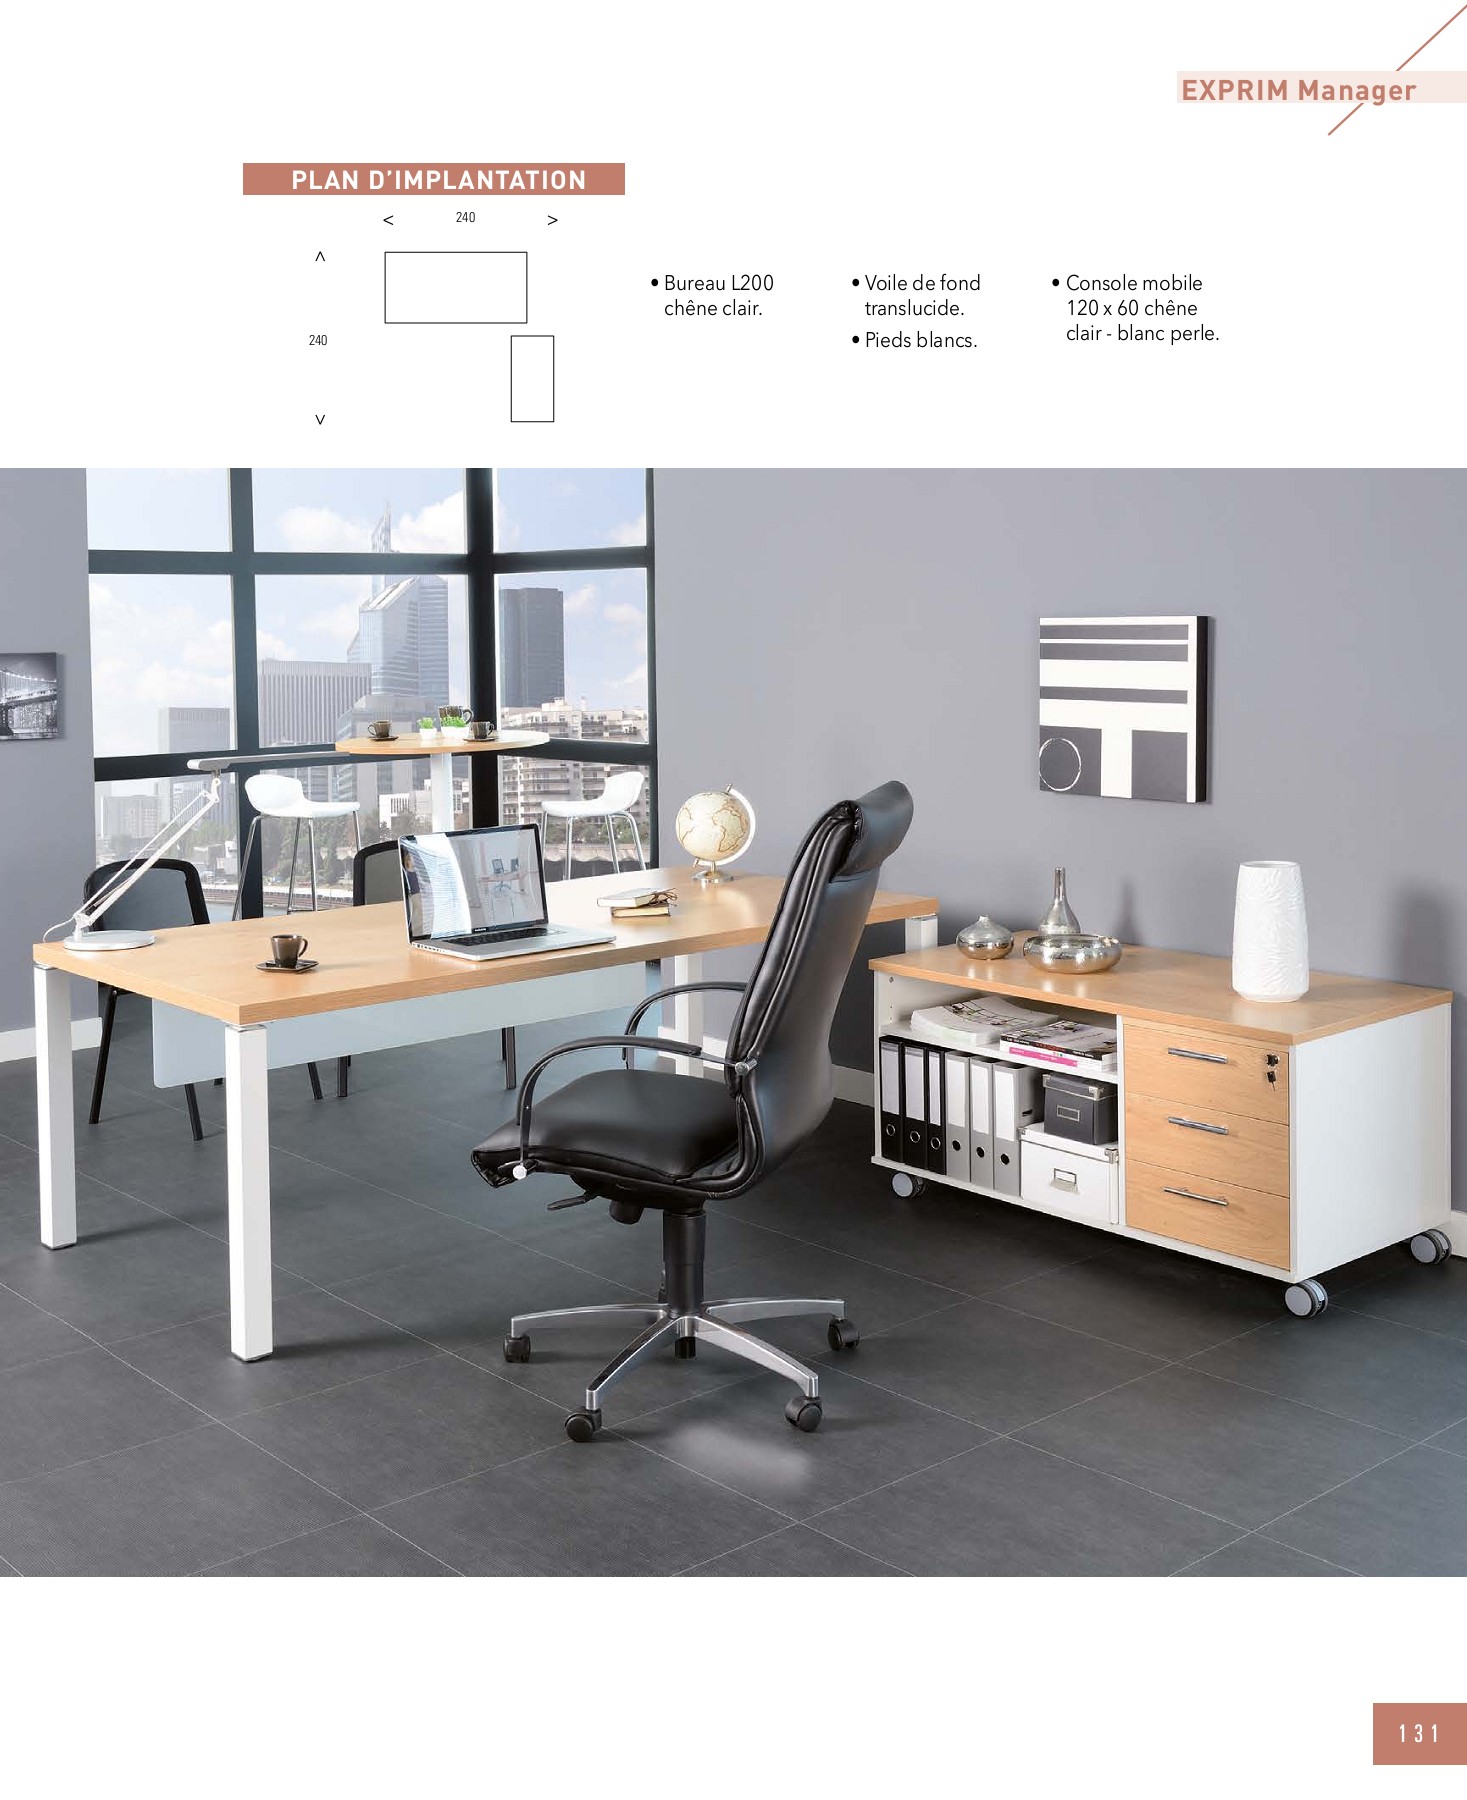 EXPRIM Manager
PLAN D’IMPLANTATION
< 240 >
240
• Bureau L200
chêne clair.
• Voile de fond
translucide.
• Pieds blancs.
• Console mobile
120 x 60 chêne
clair - blanc perle.
131